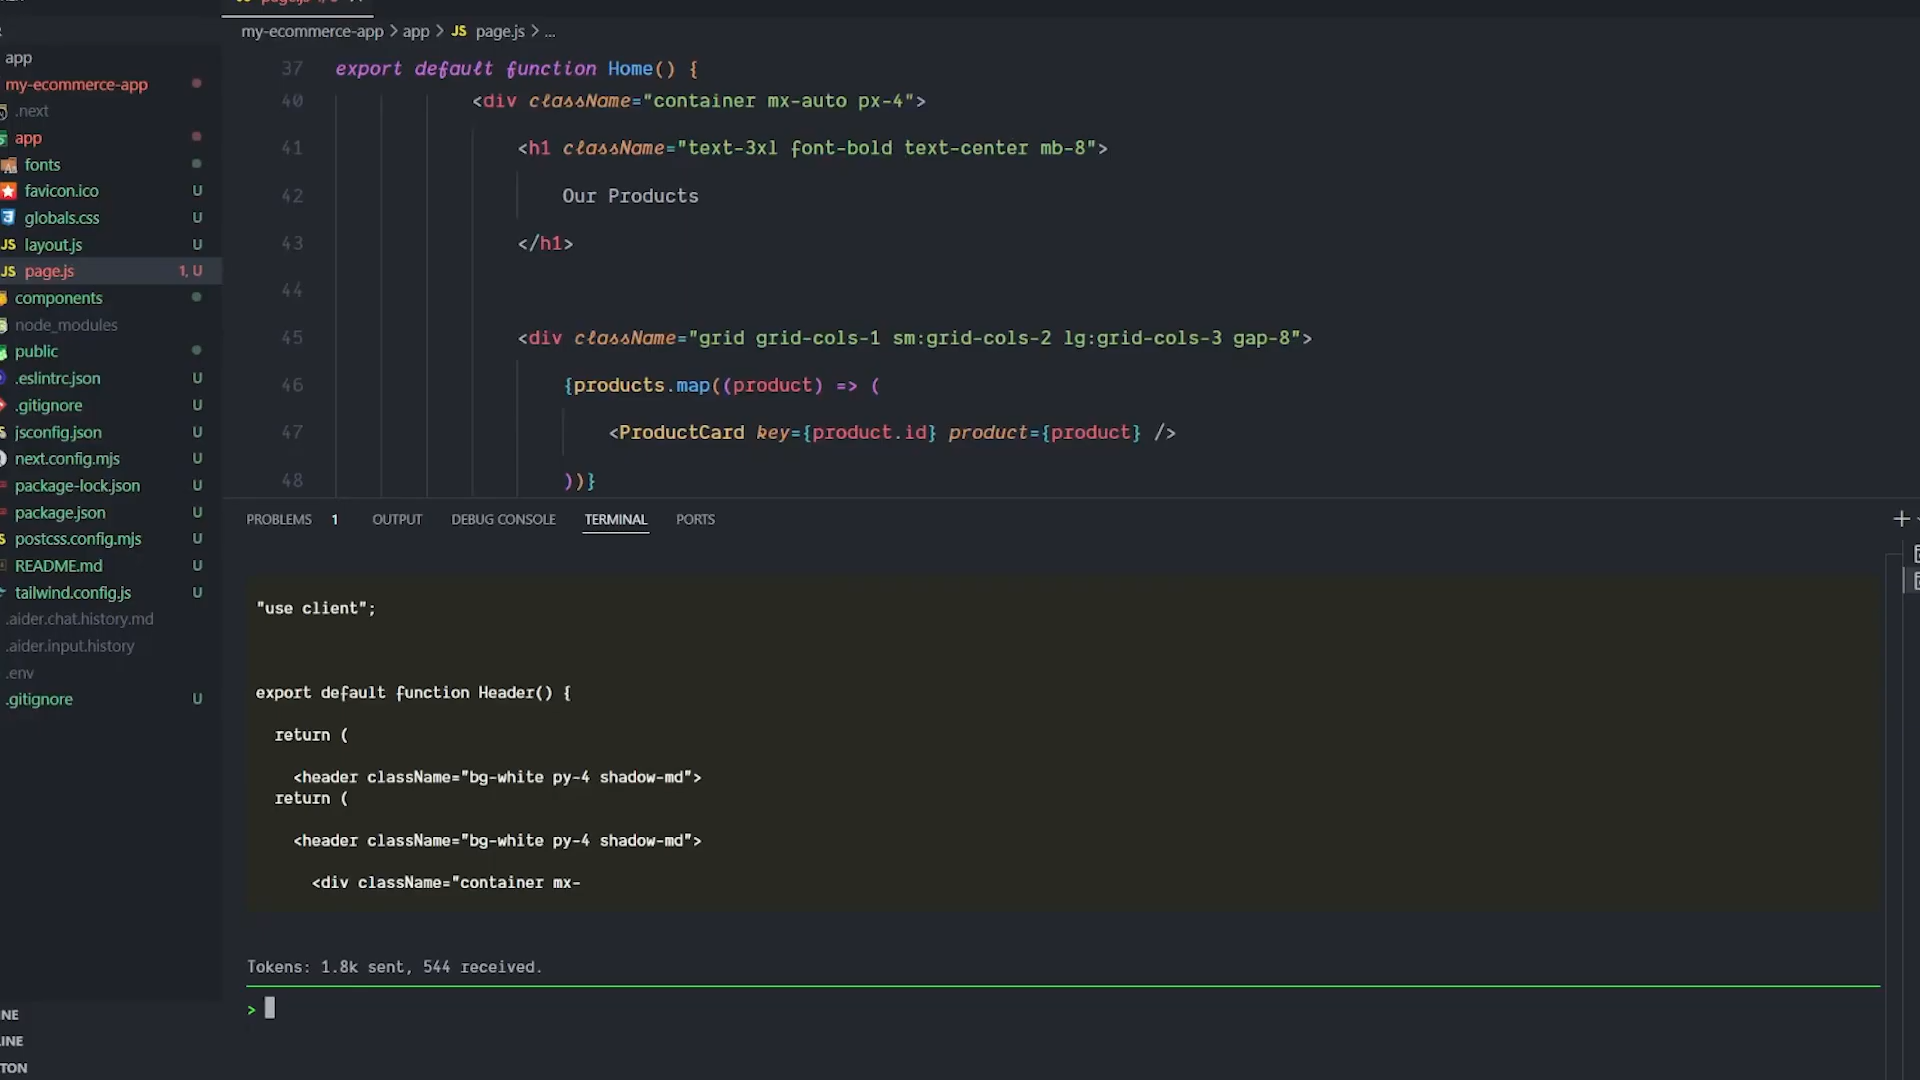 my-ecommerce-app > app > JS page.js > ...
app
my-ecommerce-app
.next
app
fonts
favicon.ico U
globals.css U
JS layout.js U
JS page.js 1, U
components
node_modules
public
.eslintrc.json U
.gitignore U
jsconfig.json U
next.config.mjs U
package-lock.json U
package.json U
postcss.config.mjs U
README.md U
tailwind.config.js U
.aider.chat.history.md
.aider.input.history
.env
.gitignore U
37 export default function Home() {
40 <div className="container mx-auto px-4">
41 <h1 className="text-3xl font-bold text-center mb-8">
42 Our Products
43 </h1>
44
45 <div className="grid grid-cols-1 sm:grid-cols-2 lg:grid-cols-3 gap-8">
46 {products.map((product) => (
47 <ProductCard key={product.id} product={product} />
48 ))}
PROBLEMS 1 OUTPUT DEBUG CONSOLE TERMINAL PORTS
"use client";
export default function Header() {
return (
<header className="bg-white py-4 shadow-md">
return (
<header className="bg-white py-4 shadow-md">
<div className="container mx-
Tokens: 1.8k sent, 544 received.
>